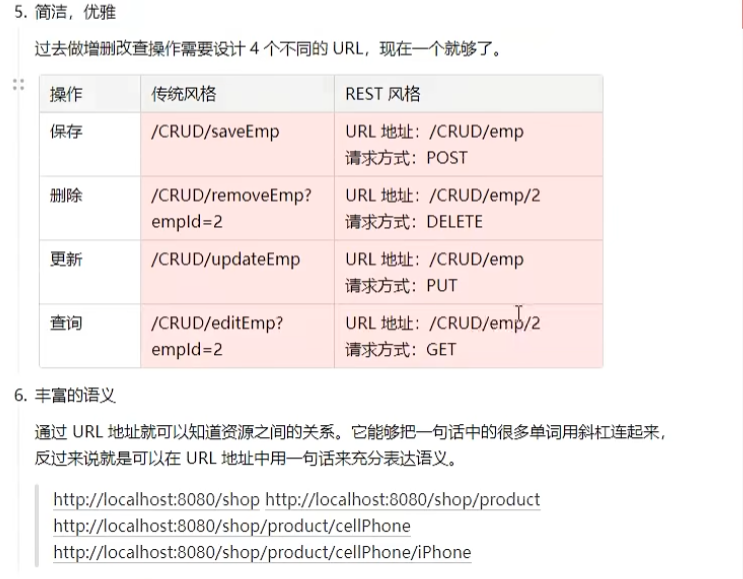 5. 简洁，优雅
过去做增删改查操作需要设计 4 个不同的 URL，现在一个就够了。
操作 传统风格 REST 风格
保存 /CRUD/saveEmp URL 地址：/CRUD/emp
请求方式：POST
删除 /CRUD/removeEmp? URL 地址：/CRUD/emp/2
empId=2 请求方式：DELETE
更新 /CRUD/updateEmp URL 地址：/CRUD/emp
请求方式：PUT
查询 /CRUD/editEmp? URL 地址：/CRUD/emp/2
empId=2 请求方式：GET
6. 丰富的语义
通过 URL 地址就可以知道资源之间的关系。它能够把一句话中的很多单词用斜杠连起来，
反过来说就是可以在 URL 地址中用一句话来充分表达语义。
http://localhost:8080/shop http://localhost:8080/shop/product
http://localhost:8080/shop/product/cellPhone
http://localhost:8080/shop/product/cellPhone/iPhone